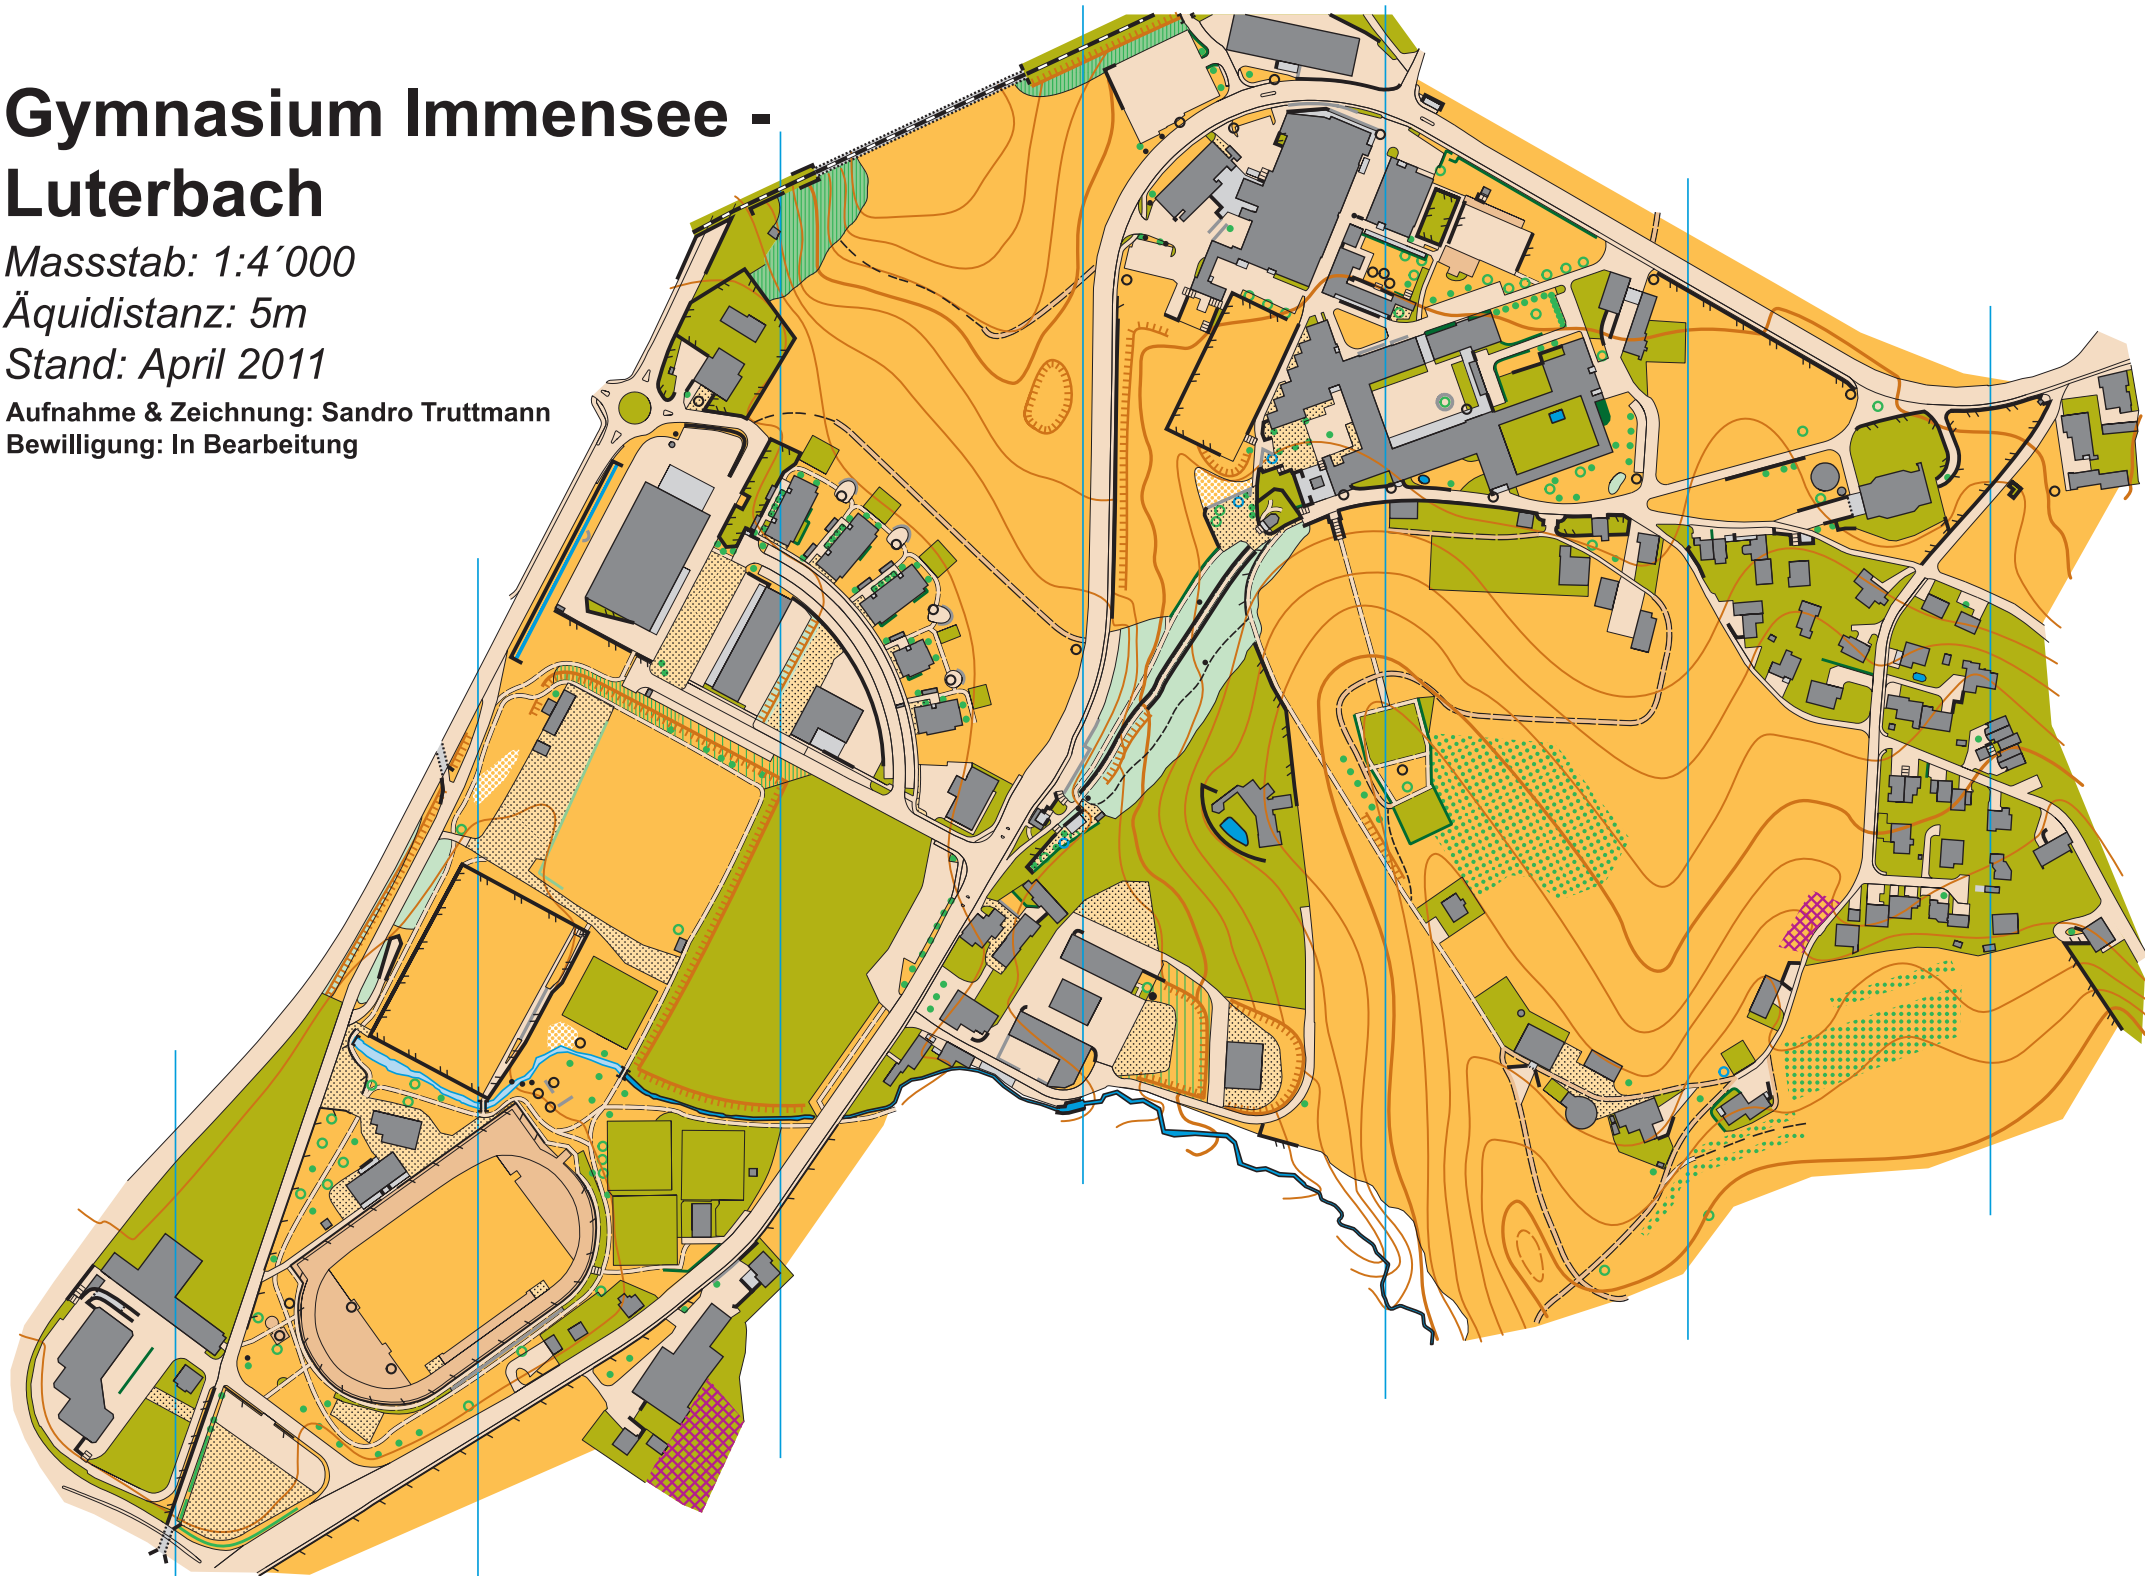 Gymnasium Immensee -
Luterbach
Massstab: 1:4´000
Äquidistanz: 5m
Stand: April 2011
Aufnahme & Zeichnung: Sandro Truttmann
Bewilligung: In Bearbeitung